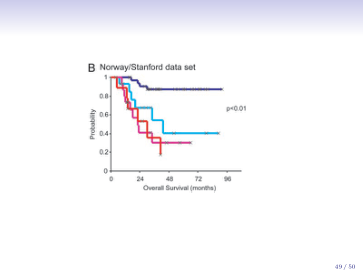 B Norway/Stanford data set
1
0.8
0.6
0.4
0.2
0
Probability
p<0.01
0 24 48 72 96
Overall Survival (months)
49 / 50